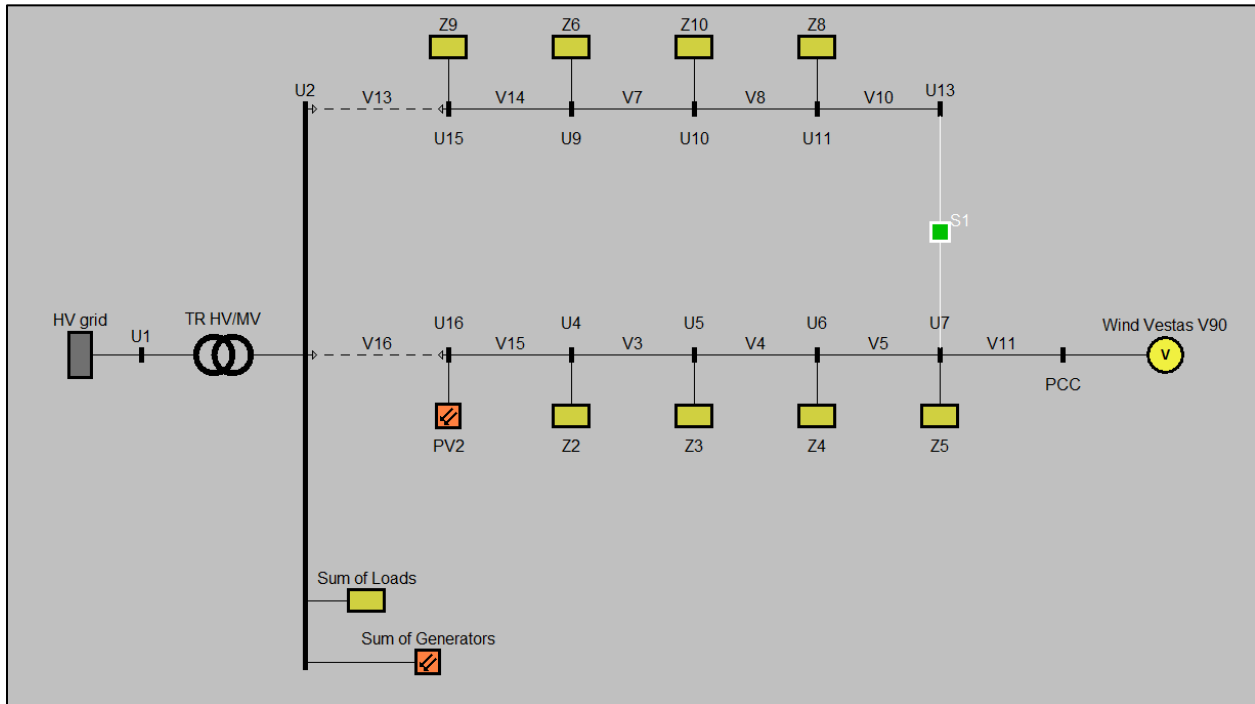 Z9
Z6
Z10
Z8
U2
V13
V14
V7
V8
V10
U13
U15
U9
U10
U11
S1
HV grid
U1
TR HV/MV
V16
U16
V15
U4
V3
U5
V4
U6
V5
U7
V11
Wind Vestas V90
V
PCC
PV2
Z2
Z3
Z4
Z5
Sum of Loads
Sum of Generators